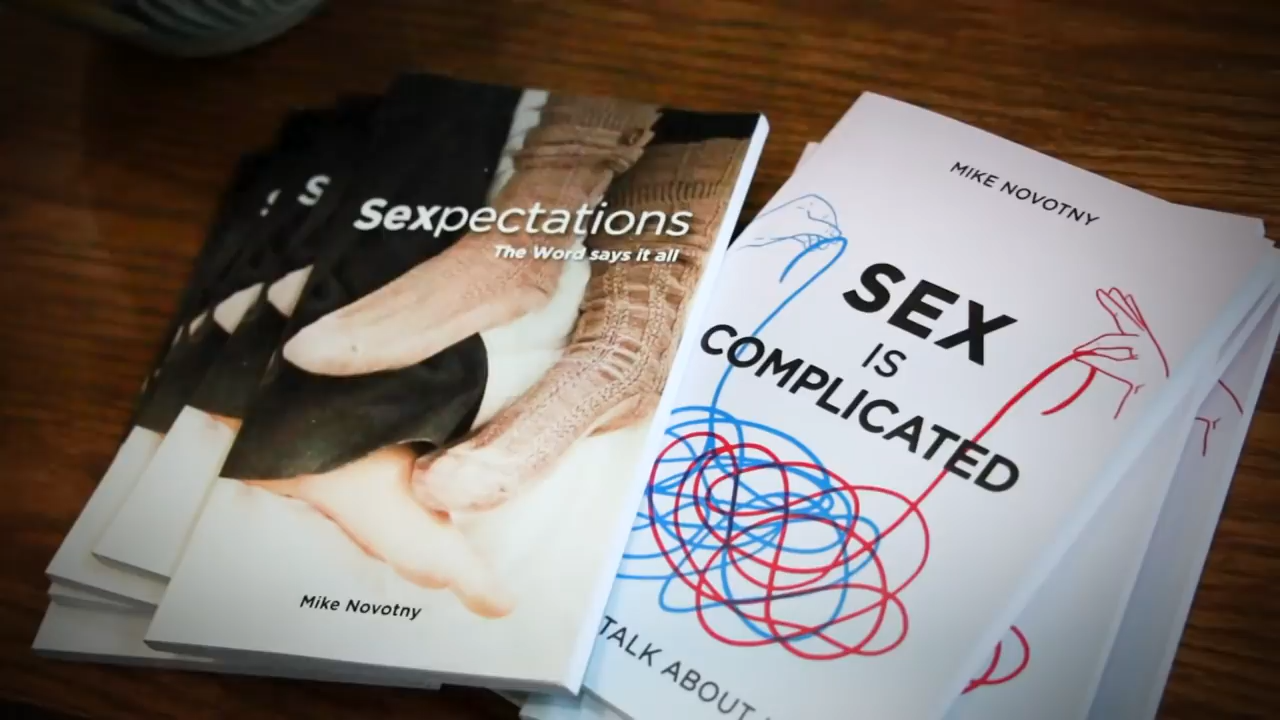 Sexpectations
The Word says it all
Mike Novotny
MIKE NOVOTNY
SEX
IS
COMPLICATED
TALK ABOUT
S
S